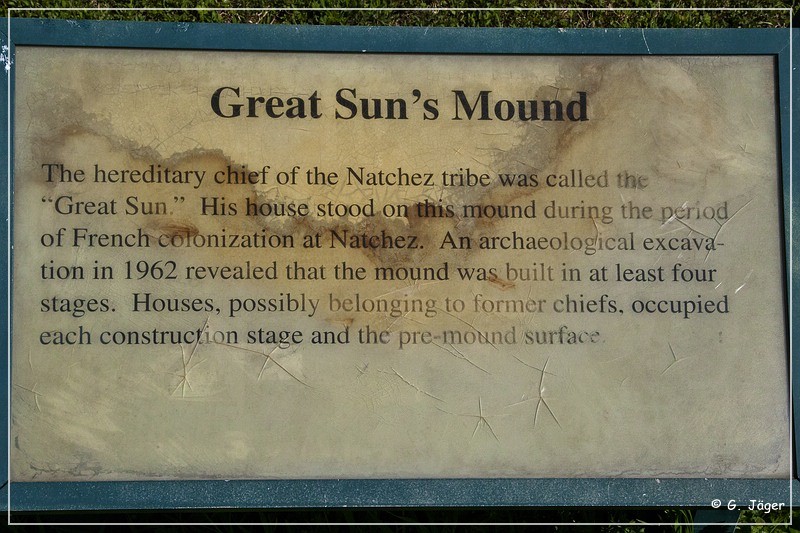 Great Sun's Mound
The hereditary chief of the Natchez tribe was called the
“Great Sun.” His house stood on this mound during the period
of French colonization at Natchez. An archaeological excava-
tion in 1962 revealed that the mound was built in at least four
stages. Houses, possibly belonging to former chiefs, occupied
each construction stage and the pre-mound surface.
© G. Jäger